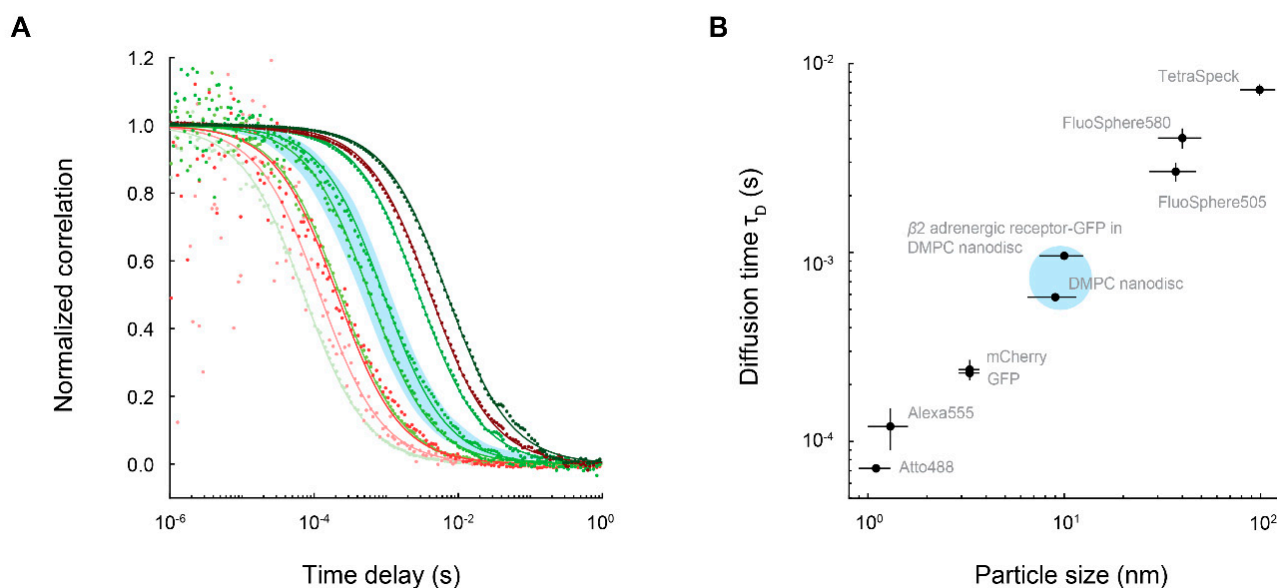 A
1.2
1.0
0.8
0.6
0.4
0.2
0.0
Normalized correlation
10⁻⁶
10⁻⁴
10⁻²
10⁰
Time delay (s)
B
10⁻²
10⁻³
10⁻⁴
Diffusion time τ_D (s)
TetraSpeck
FluoSphere580
FluoSphere505
β2 adrenergic receptor-GFP in
DMPC nanodisc
DMPC nanodisc
mCherry
GFP
Alexa555
Atto488
10⁰
10¹
10²
Particle size (nm)